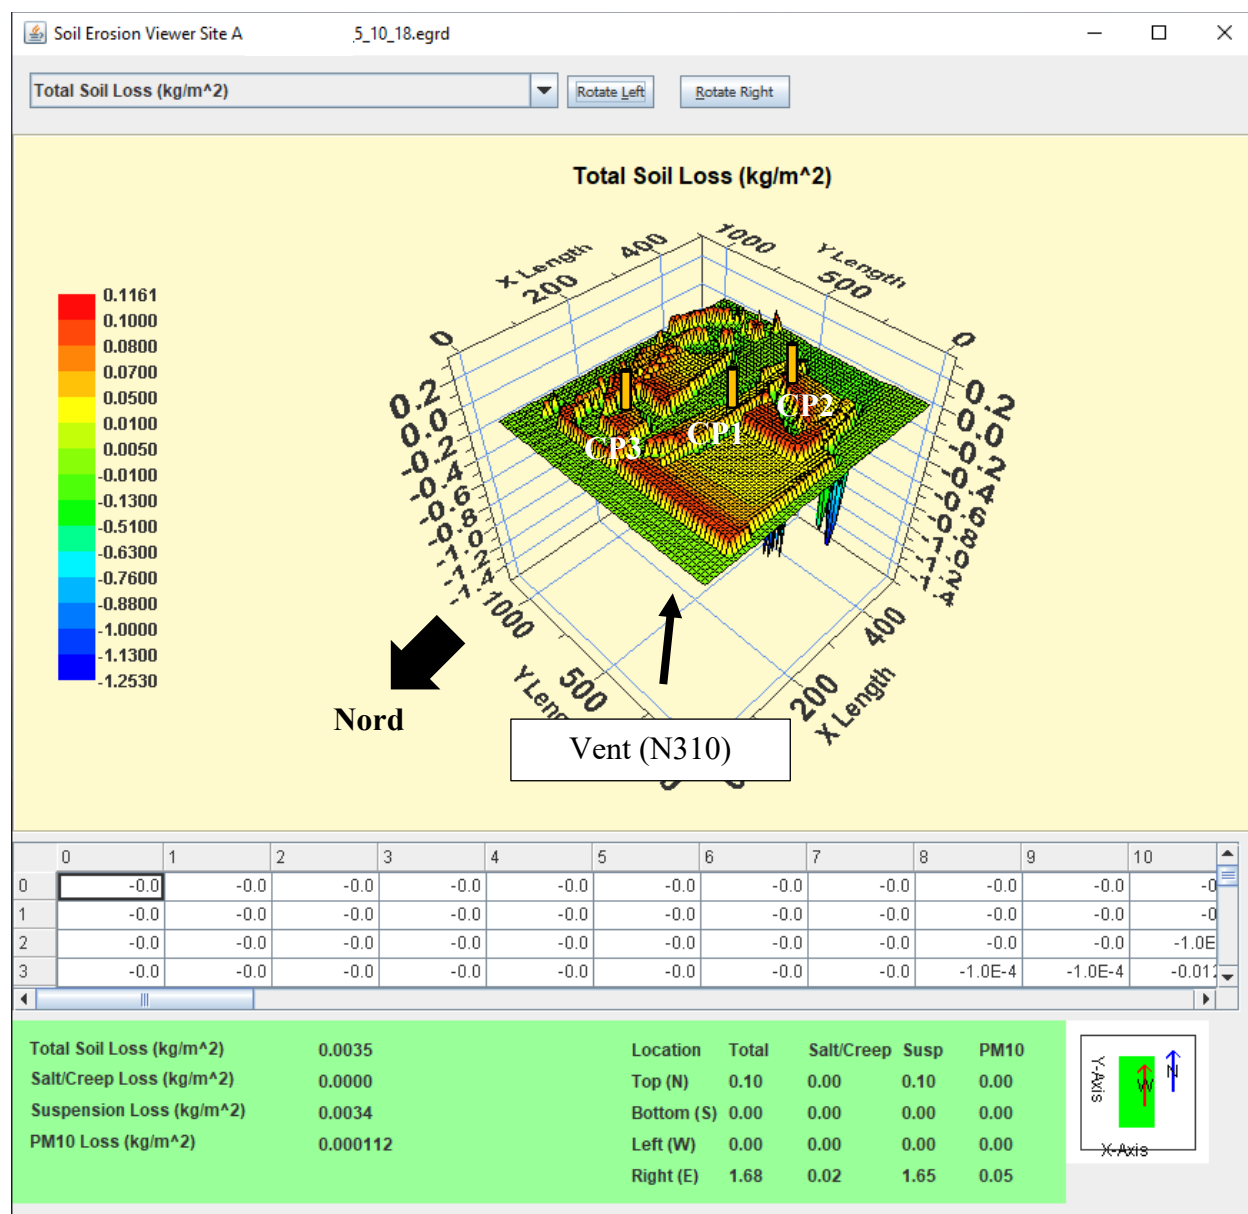 Soil Erosion Viewer Site A _5_10_18.egrd
Total Soil Loss (kg/m^2) Rotate Left Rotate Right
Total Soil Loss (kg/m^2)
0.1161
0.1000
0.0800
0.0700
0.0500
0.0100
0.0050
-0.0100
-0.1300
-0.5100
-0.6300
-0.7600
-0.8800
-1.0000
-1.1300
-1.2530
X Length
0 200 400
Y Length
1000 500 0
0.2
0.0
-0.2
-0.4
-0.6
-0.8
0.2
0.0
-0.2
-0.4
-0.6
-0.8
CP3 CP1 CP2
1000 500
400 200
X Length
Nord
Vent (N310)
0 1 2 3 4 5 6 7 8 9 10
0 -0.0 -0.0 -0.0 -0.0 -0.0 -0.0 -0.0 -0.0 -0.0 -0.0
1 -0.0 -0.0 -0.0 -0.0 -0.0 -0.0 -0.0 -0.0 -0.0 -0.0
2 -0.0 -0.0 -0.0 -0.0 -0.0 -0.0 -0.0 -0.0 -0.0 -0.0 -1.0E
3 -0.0 -0.0 -0.0 -0.0 -0.0 -0.0 -0.0 -0.0 -1.0E-4 -1.0E-4
Total Soil Loss (kg/m^2) 0.0035 Location Total Salt/Creep Susp PM10
Salt/Creep Loss (kg/m^2) 0.0000 Top (N) 0.10 0.00 0.10 0.00
Suspension Loss (kg/m^2) 0.0034 Bottom (S) 0.00 0.00 0.00 0.00
PM10 Loss (kg/m^2) 0.000112 Left (W) 0.00 0.00 0.00 0.00
Right (E) 1.68 0.02 1.65 0.05
Y-Axis
W N
X-Axis